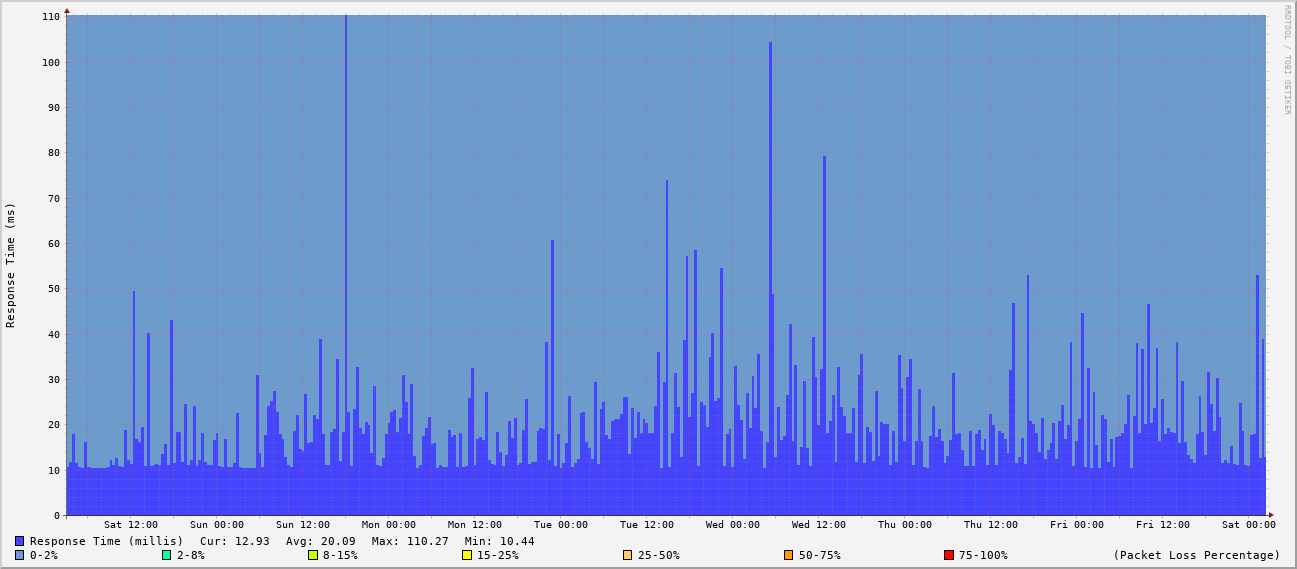 RRDTOOL / TOBI OETIKER
Response Time (ms)
110
100
90
80
70
60
50
40
30
20
10
0
Sat 12:00 Sun 00:00 Sun 12:00 Mon 00:00 Mon 12:00 Tue 00:00 Tue 12:00 Wed 00:00 Wed 12:00 Thu 00:00 Thu 12:00 Fri 00:00 Fri 12:00 Sat 00:00
Response Time (millis) Cur: 12.93 Avg: 20.09 Max: 110.27 Min: 10.44
0-2% 2-8% 8-15% 15-25% 25-50% 50-75% 75-100% (Packet Loss Percentage)